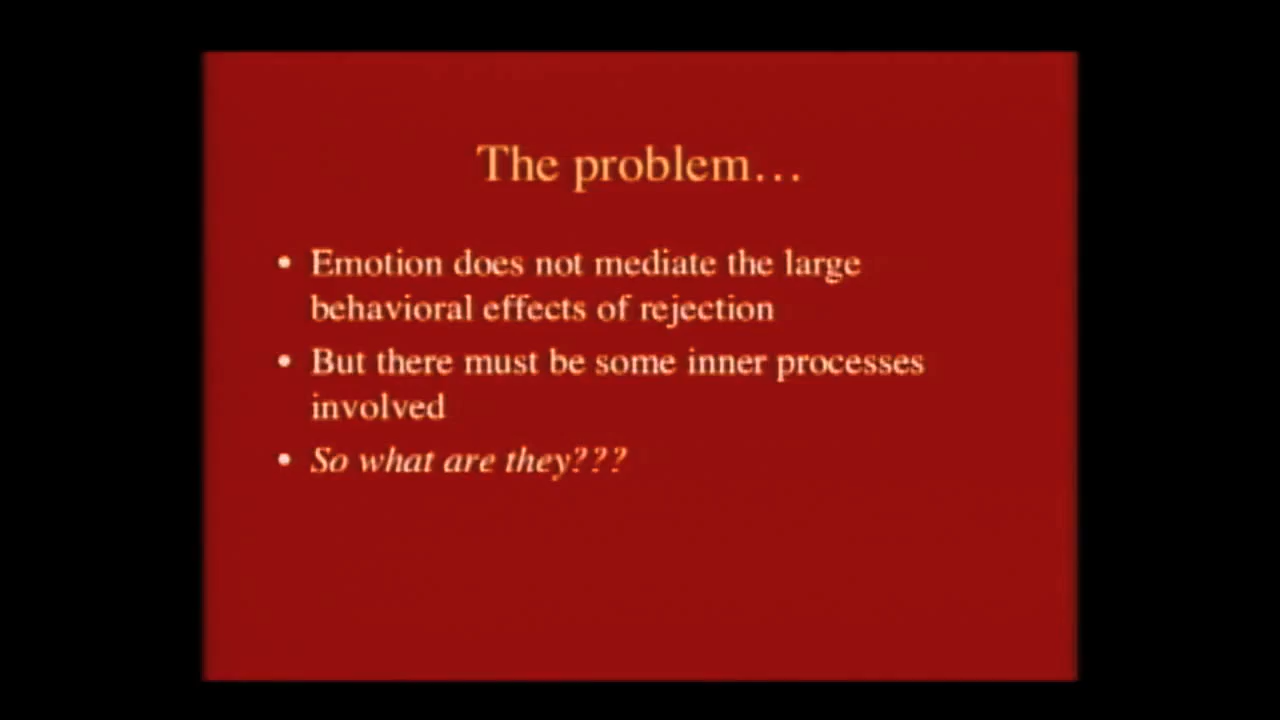 The problem…
• Emotion does not mediate the large
behavioral effects of rejection
• But there must be some inner processes
involved
• So what are they???